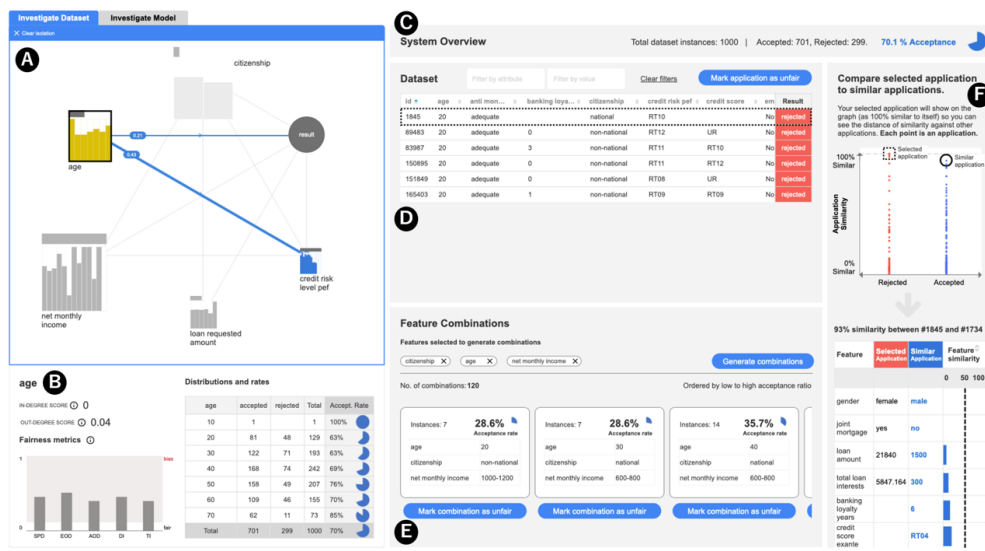 Investigate Dataset
Investigate Model
✕ Clear Isolation
A
citizenship
0.21
0.43
result
age
credit risk
level pef
net monthly
income
loan requested
amount
age B
IN-DEGREE SCORE ⓘ 0
OUT-DEGREE SCORE ⓘ 0.04
Fairness metrics ⓘ
1
bias
0
fair
SPD EOD AOD DI TI
Distributions and rates
age accepted rejected Total Accept. Rate
10 1 1 100%
20 81 48 129 63%
30 122 71 193 63%
40 168 74 242 69%
50 158 49 207 76%
60 109 46 155 70%
70 62 11 73 85%
Total 701 299 1000 70%
C
System Overview
Total dataset instances: 1000 | Accepted: 701, Rejected: 299. 70.1 % Acceptance
Dataset
Filter by attribute
Filter by value
Clear filters
Mark application as unfair
Id age anti mon... banking loya... citizenship credit risk pef credit score em Result
1845 20 adequate national RT10 No rejected
89483 20 adequate 0 non-national RT12 UR No rejected
83987 20 adequate 3 non-national RT11 RT10 No rejected
150895 20 adequate 0 non-national RT11 RT12 No rejected
151849 20 adequate 0 non-national RT08 UR No rejected
165403 20 adequate 1 non-national RT09 RT09 No rejected
D
Feature Combinations
Features selected to generate combinations
citizenship ✕
age ✕
net monthly income ✕
Generate combinations
No. of combinations: 120
Ordered by low to high acceptance ratio
Instances: 7 28.6%
Acceptance rate
age 20
citizenship non-national
net monthly income 1000-1200
Mark combination as unfair
Instances: 7 28.6%
Acceptance rate
age 30
citizenship national
net monthly income 600-800
Mark combination as unfair
Instances: 14 35.7%
Acceptance rate
age 40
citizenship national
net monthly income 600-800
Mark combination as unfair
E
F
Compare selected application
to similar applications.
Your selected application will show on the
graph (as 100% similar to itself) so you can
see the distance of similarity against other
applications. Each point is an application.
100%
Similar
Selected
application
Similar
application
Application
Similarity
0%
Similar
Rejected
Accepted
93% similarity between #1845 and #1734
Feature
Selected
Application
Similar
Application
Feature
similarity
0 50 100
gender female male
joint
mortgage yes no
loan
amount 21840 1500
total loan
interests 5847.164 300
banking
loyalty
years 6
credit
score
exante RT04